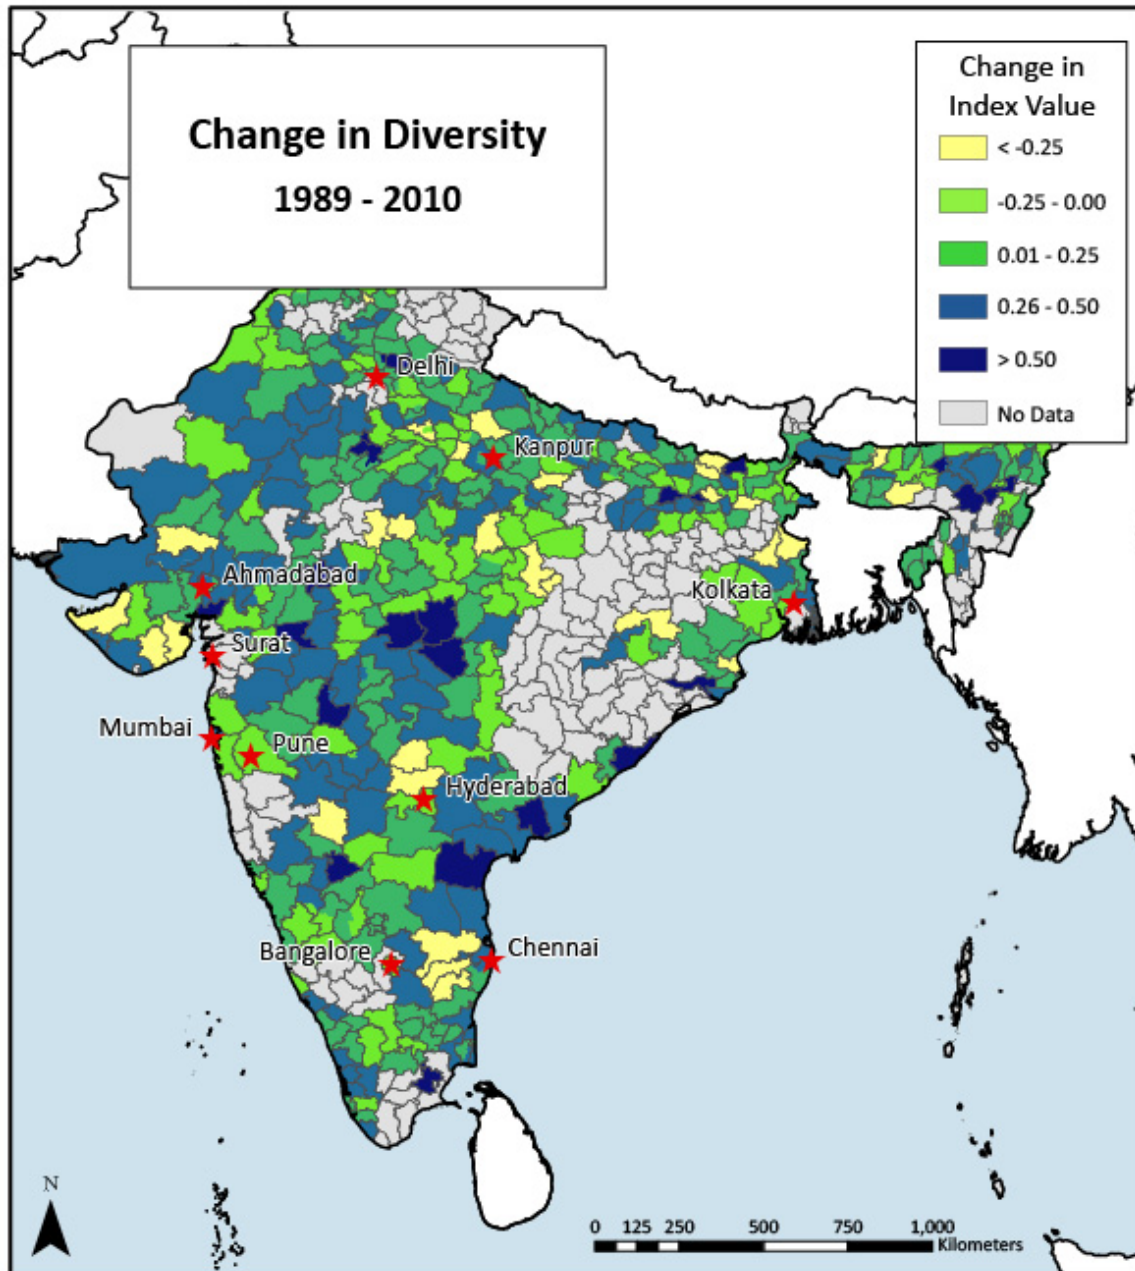 Change in Diversity
1989 - 2010
Change in
Index Value
< -0.25
-0.25 - 0.00
0.01 - 0.25
0.26 - 0.50
> 0.50
No Data
Delhi
Kanpur
Ahmadabad
Kolkata
Surat
Mumbai
Pune
Hyderabad
Bangalore
Chennai
N
0 125 250 500 750 1,000
Kilometers